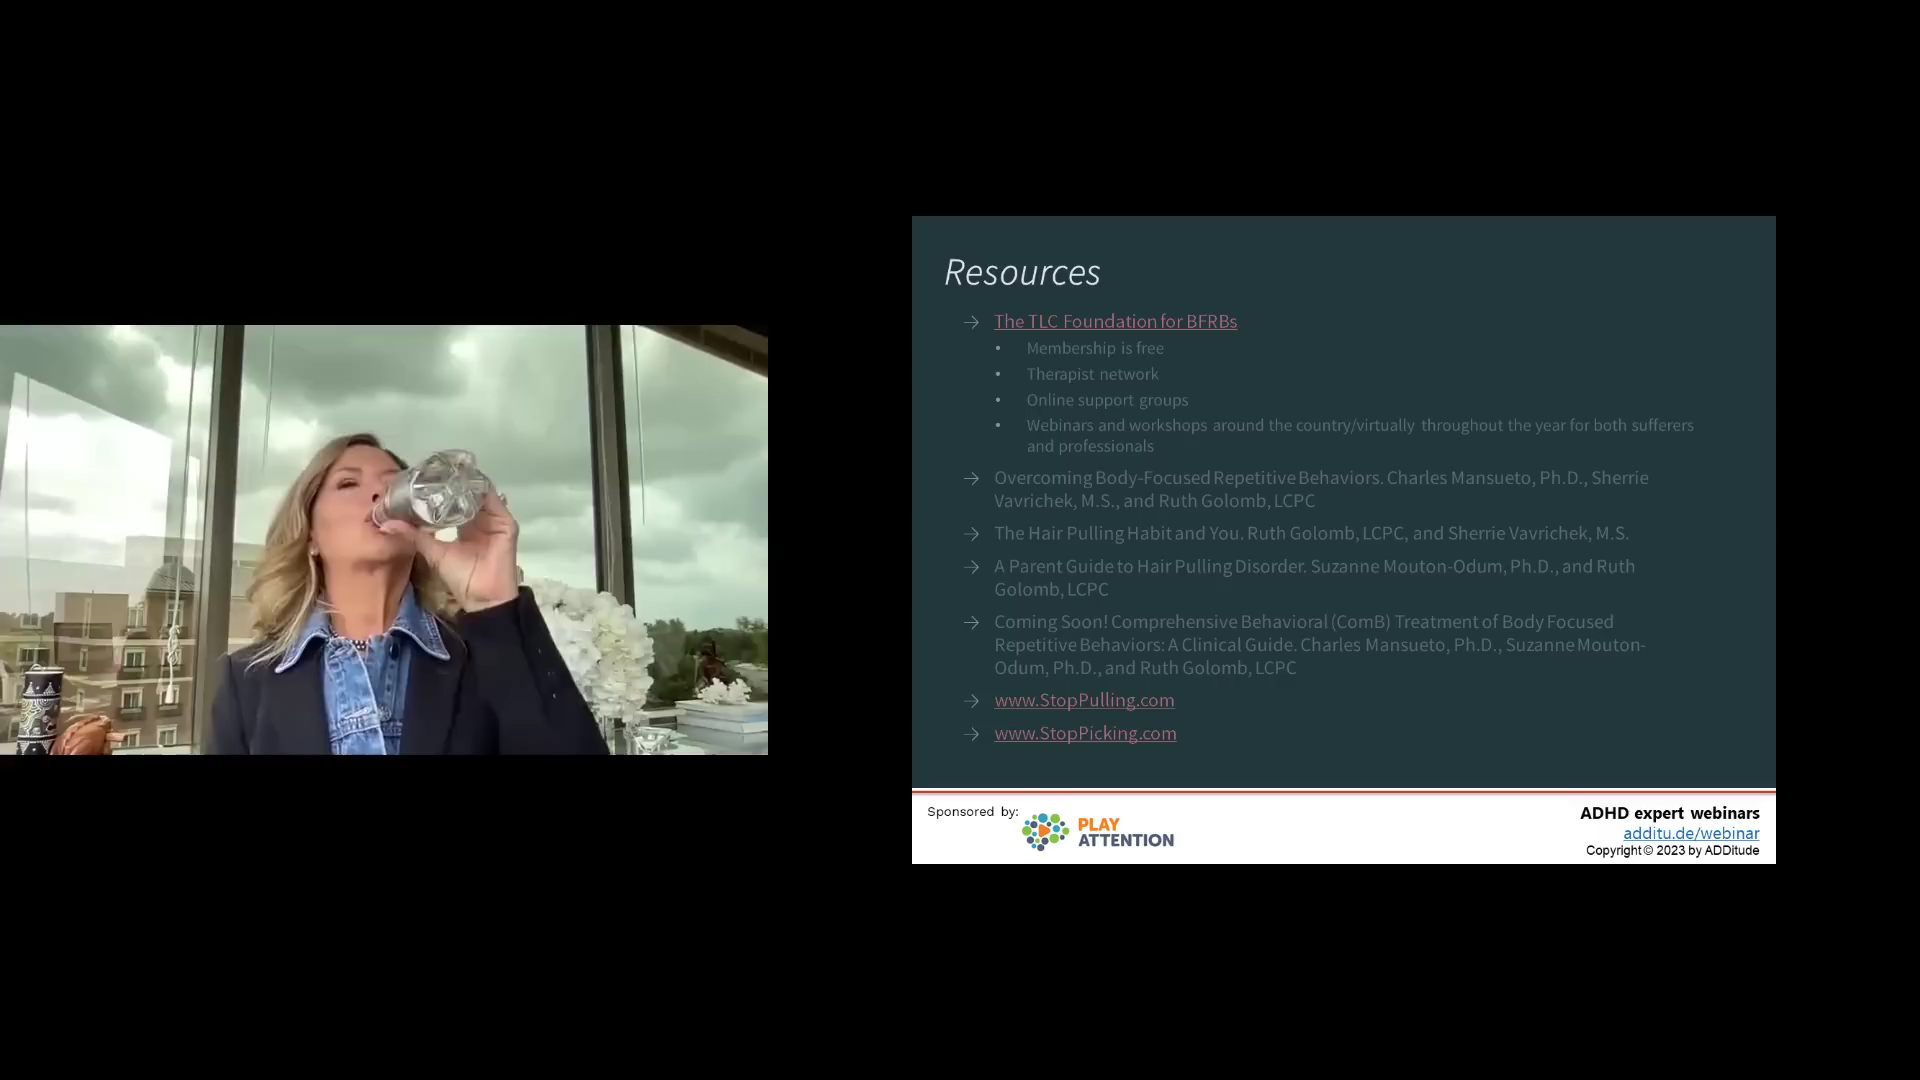 Resources
→ The TLC Foundation for BFRBs
• Membership is free
• Therapist network
• Online support groups
• Webinars and workshops around the country/virtually throughout the year for both sufferers
and professionals
→ Overcoming Body-Focused Repetitive Behaviors. Charles Mansueto, Ph.D., Sherrie
Vavrichek, M.S., and Ruth Golomb, LCPC
→ The Hair Pulling Habit and You. Ruth Golomb, LCPC, and Sherrie Vavrichek, M.S.
→ A Parent Guide to Hair Pulling Disorder. Suzanne Mouton-Odum, Ph.D., and Ruth
Golomb, LCPC
→ Coming Soon! Comprehensive Behavioral (ComB) Treatment of Body Focused
Repetitive Behaviors: A Clinical Guide. Charles Mansueto, Ph.D., Suzanne Mouton-
Odum, Ph.D., and Ruth Golomb, LCPC
→ www.StopPulling.com
→ www.StopPicking.com
Sponsored by:
PLAY
ATTENTION
ADHD expert webinars
additu.de/webinar
Copyright © 2023 by ADDitude